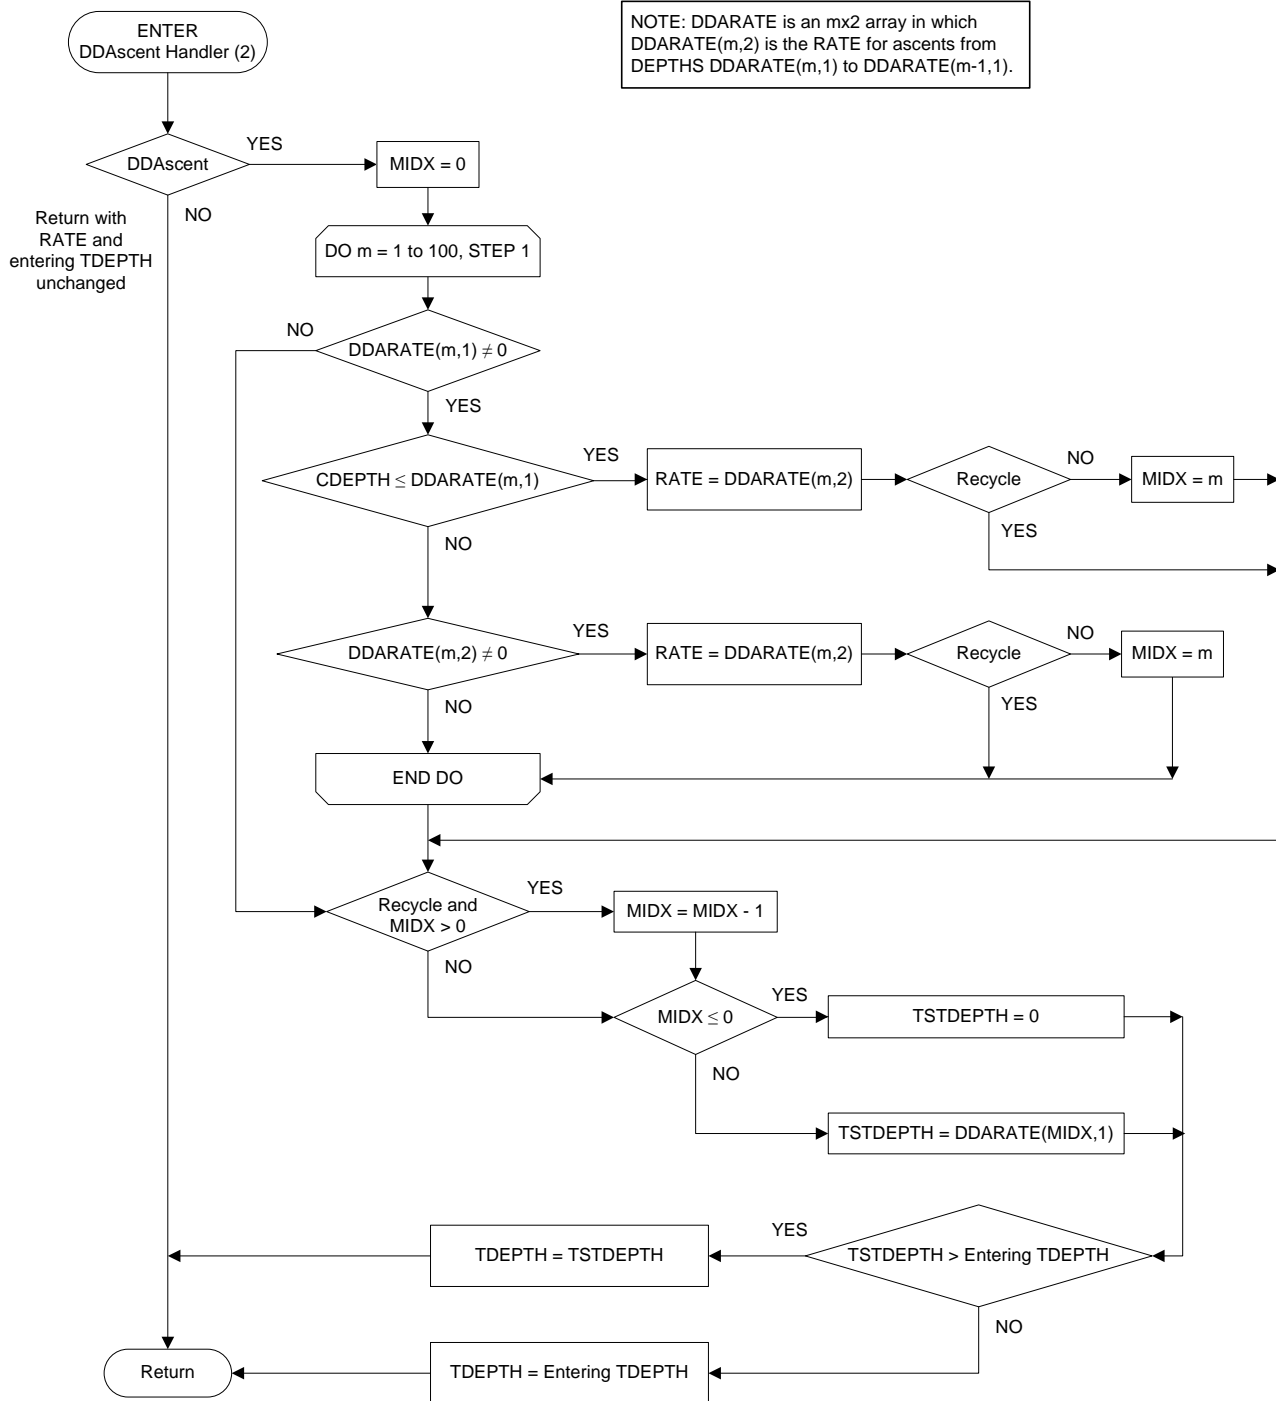 ENTER
DDAscent Handler (2)
NOTE: DDARATE is an mx2 array in which
DDARATE(m,2) is the RATE for ascents from
DEPTHS DDARATE(m,1) to DDARATE(m-1,1).
DDAscent
YES
MIDX = 0
NO
Return with
RATE and
entering TDEPTH
unchanged
DO m = 1 to 100, STEP 1
NO
DDARATE(m,1) ≠ 0
YES
CDEPTH ≤ DDARATE(m,1)
YES
RATE = DDARATE(m,2)
Recycle
NO
MIDX = m
YES
NO
DDARATE(m,2) ≠ 0
YES
RATE = DDARATE(m,2)
Recycle
NO
MIDX = m
YES
NO
END DO
Recycle and
MIDX > 0
YES
MIDX = MIDX - 1
NO
MIDX ≤ 0
YES
TSTDEPTH = 0
NO
TSTDEPTH = DDARATE(MIDX,1)
TSTDEPTH > Entering TDEPTH
YES
TDEPTH = TSTDEPTH
NO
TDEPTH = Entering TDEPTH
Return